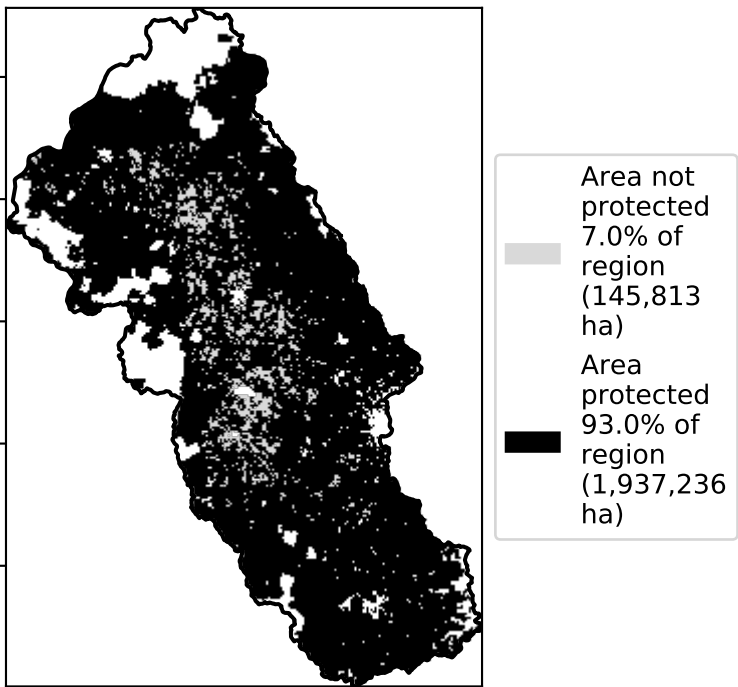 Area not
protected
7.0% of
region
(145,813
ha)
Area
protected
93.0% of
region
(1,937,236
ha)